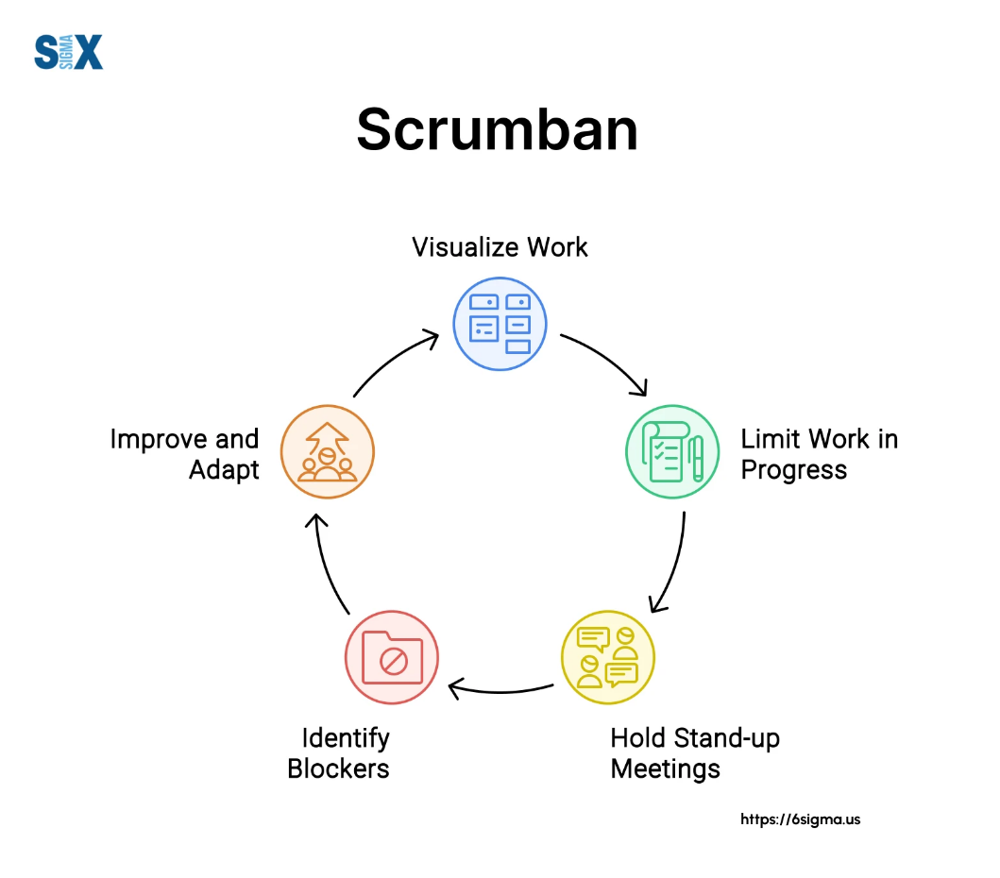 SIX
SIGMA
Scrumban
Visualize Work
Limit Work in
Progress
Hold Stand-up
Meetings
Identify
Blockers
Improve and
Adapt
https://6sigma.us